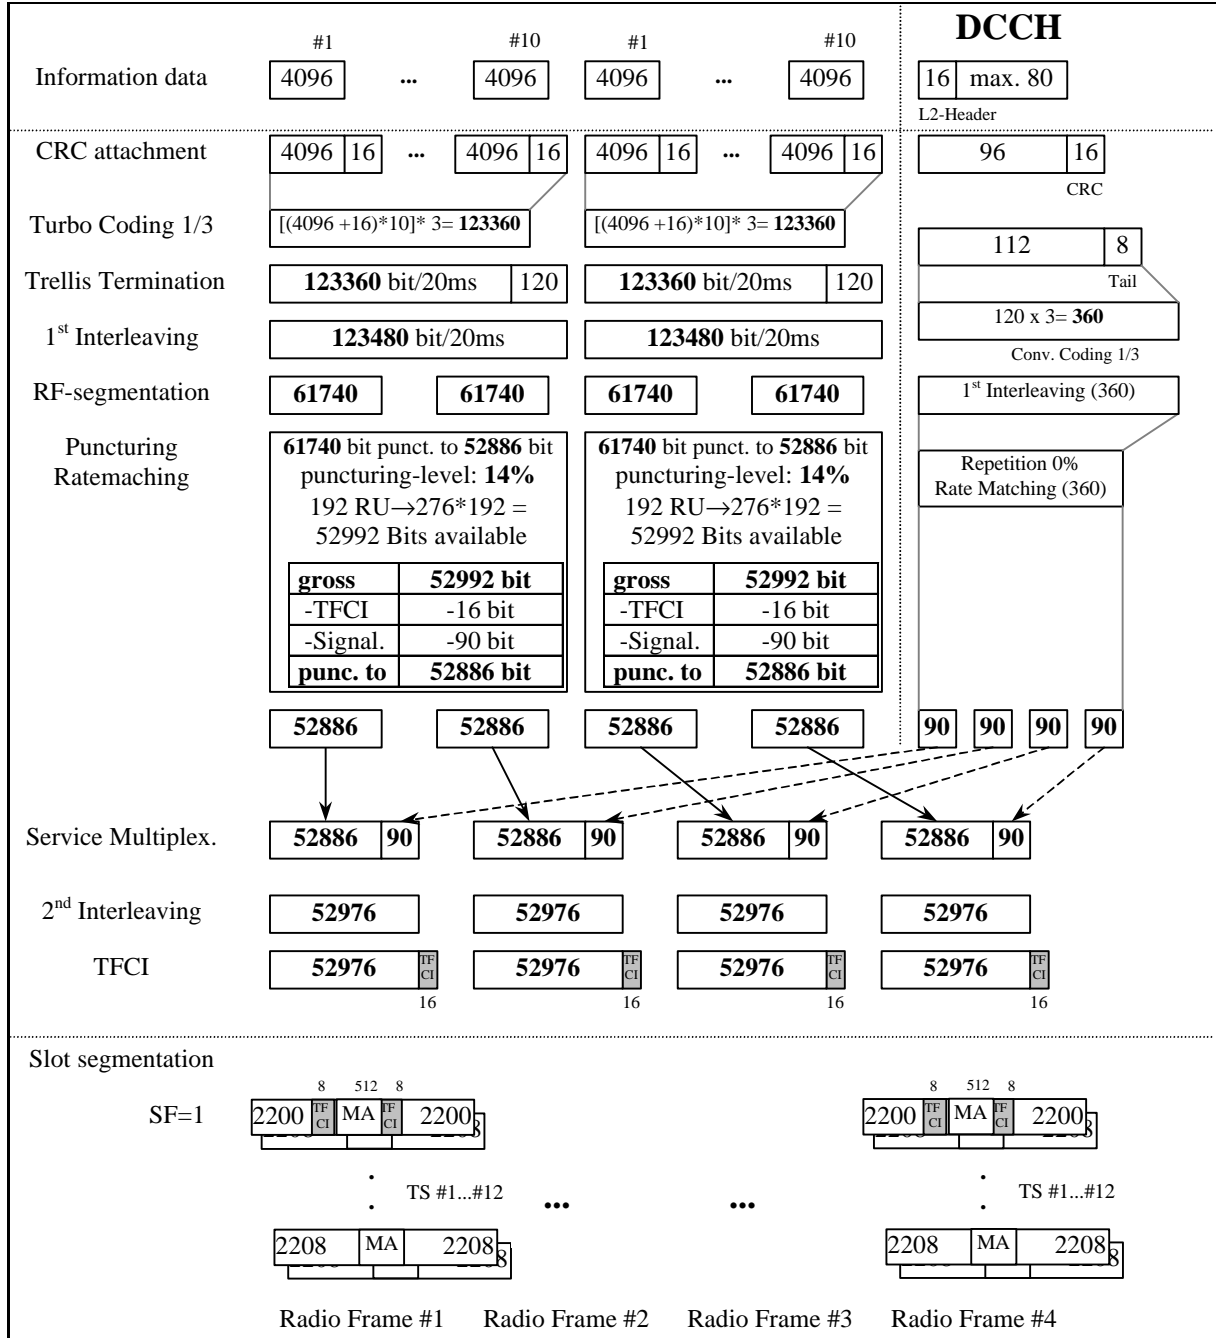 DCCH
#1 #10 #1 #10
Information data 4096 ... 4096 4096 ... 4096 16 max. 80
L2-Header
CRC attachment 4096 16 ... 4096 16 4096 16 ... 4096 16 96 16
CRC
Turbo Coding 1/3 [(4096 +16)*10]* 3= 123360 [(4096 +16)*10]* 3= 123360
112 8
Tail
Trellis Termination 123360 bit/20ms 120 123360 bit/20ms 120
120 x 3= 360
Conv. Coding 1/3
1st Interleaving 123480 bit/20ms 123480 bit/20ms
RF-segmentation 61740 61740 61740 61740 1st Interleaving (360)
Puncturing
Ratemaching
61740 bit punct. to 52886 bit
puncturing-level: 14%
192 RU→276*192 =
52992 Bits available
gross 52992 bit
-TFCI -16 bit
-Signal. -90 bit
punc. to 52886 bit
61740 bit punct. to 52886 bit
puncturing-level: 14%
192 RU→276*192 =
52992 Bits available
gross 52992 bit
-TFCI -16 bit
-Signal. -90 bit
punc. to 52886 bit
Repetition 0%
Rate Matching (360)
52886 52886 52886 52886 90 90 90 90
Service Multiplex. 52886 90 52886 90 52886 90 52886 90
2nd Interleaving 52976 52976 52976 52976
TFCI 52976 TF CI 52976 TF CI 52976 TF CI 52976 TF CI
16 16 16 16
Slot segmentation
8 512 8 8 512 8
SF=1 2200 TF CI MA TF CI 2200 2200 TF CI MA TF CI 2200
2208 2208 2208 2208
. .
. TS #1...#12 ... ... . TS #1...#12
2208 MA 2208 2208 MA 2208
2208 2208 2208 2208
Radio Frame #1 Radio Frame #2 Radio Frame #3 Radio Frame #4